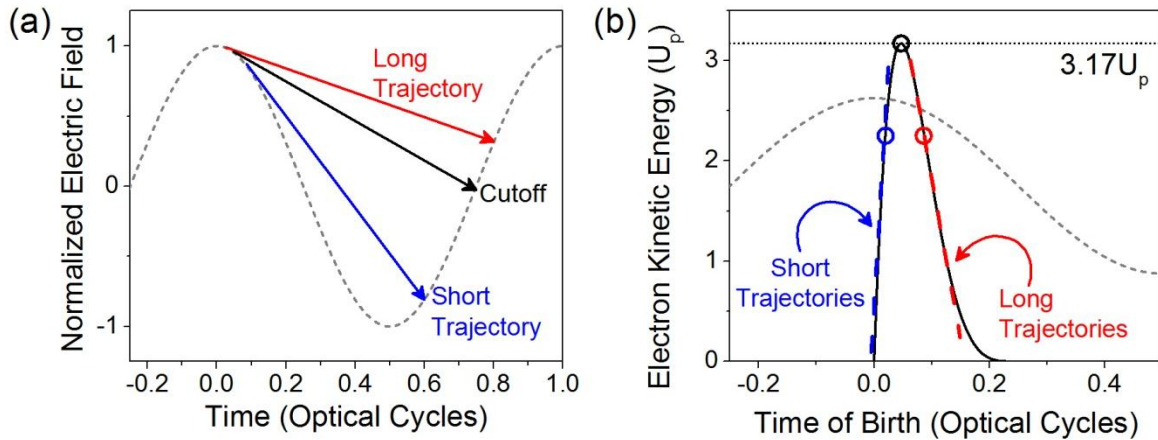 (a)
Normalized Electric Field
1
0
-1
Long
Trajectory
Cutoff
Short
Trajectory
-0.2 0.0 0.2 0.4 0.6 0.8 1.0
Time (Optical Cycles)
(b)
Electron Kinetic Energy (Up)
3
2
1
0
3.17Up
Short
Trajectories
Long
Trajectories
-0.2 0.0 0.2 0.4
Time of Birth (Optical Cycles)